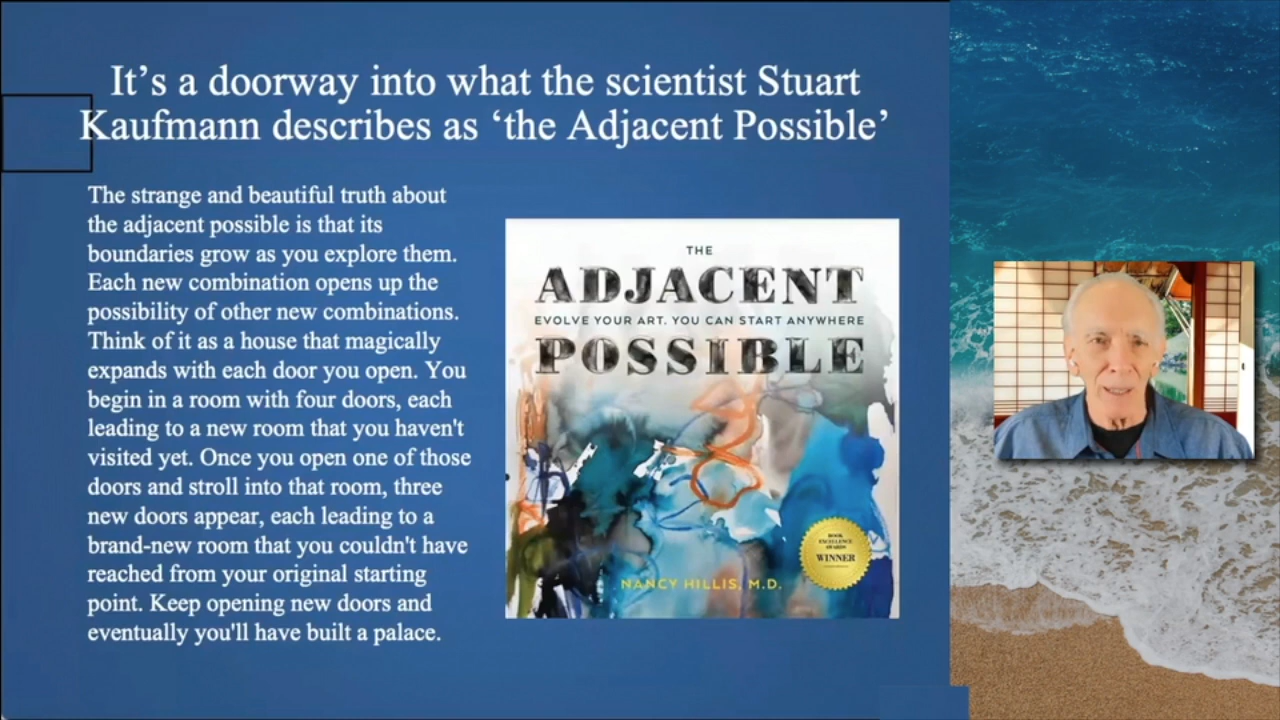 It’s a doorway into what the scientist Stuart
Kaufmann describes as ‘the Adjacent Possible’
The strange and beautiful truth about
the adjacent possible is that its
boundaries grow as you explore them.
Each new combination opens up the
possibility of other new combinations.
Think of it as a house that magically
expands with each door you open. You
begin in a room with four doors, each
leading to a new room that you haven't
visited yet. Once you open one of those
doors and stroll into that room, three
new doors appear, each leading to a
brand-new room that you couldn't have
reached from your original starting
point. Keep opening new doors and
eventually you'll have built a palace.
THE
ADJACENT
EVOLVE YOUR ART. YOU CAN START ANYWHERE
POSSIBLE
BOOK
EXCELLENCE
AWARDS
WINNER
NANCY HILLIS, M.D.